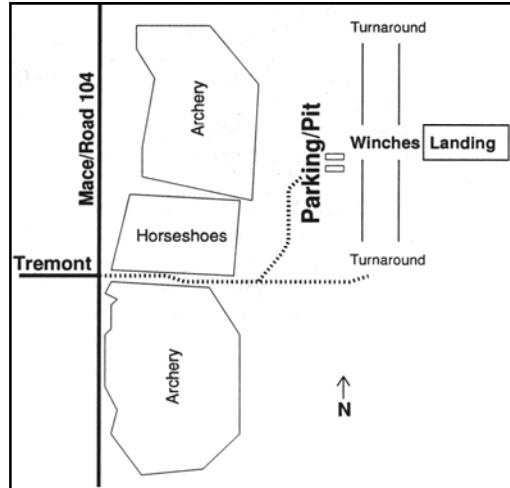 Turnaround
Mace/Road 104
Archery
Parking/Pit
Winches
Landing
Horseshoes
Tremont
Turnaround
Archery
N